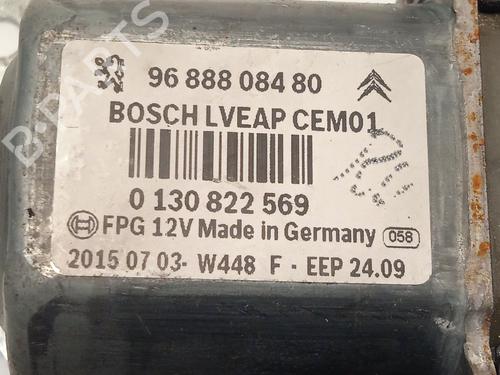 96 888 084 80
BOSCH LVEAP CEM01
0 130 822 569
FPG 12V Made in Germany 058
2015 07 03- W448 F - EEP 24.09
B-PARTS